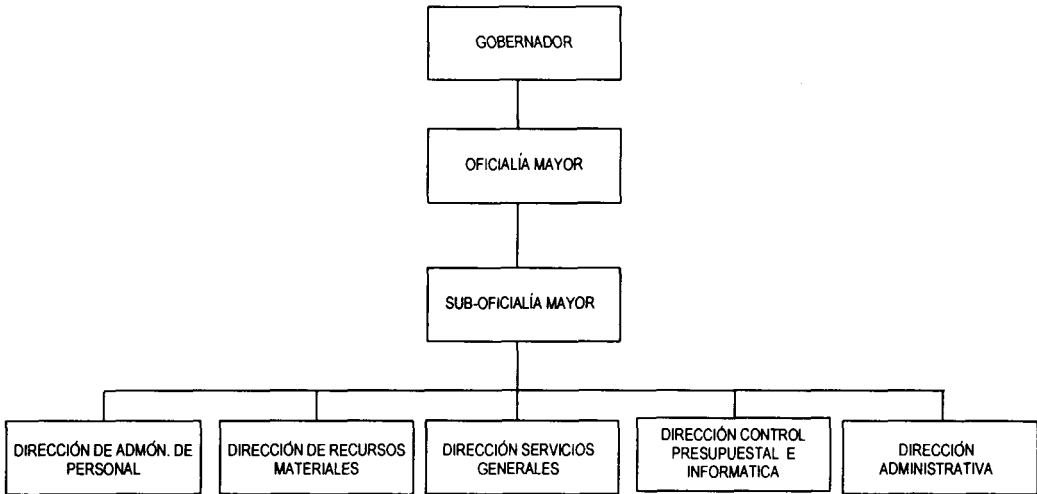 GOBERNADOR
OFICIALÍA MAYOR
SUB-OFICIALÍA MAYOR
DIRECCIÓN DE ADMÓN. DE
PERSONAL
DIRECCIÓN DE RECURSOS
MATERIALES
DIRECCIÓN SERVICIOS
GENERALES
DIRECCIÓN CONTROL
PRESUPUESTAL E
INFORMATICA
DIRECCIÓN
ADMINISTRATIVA